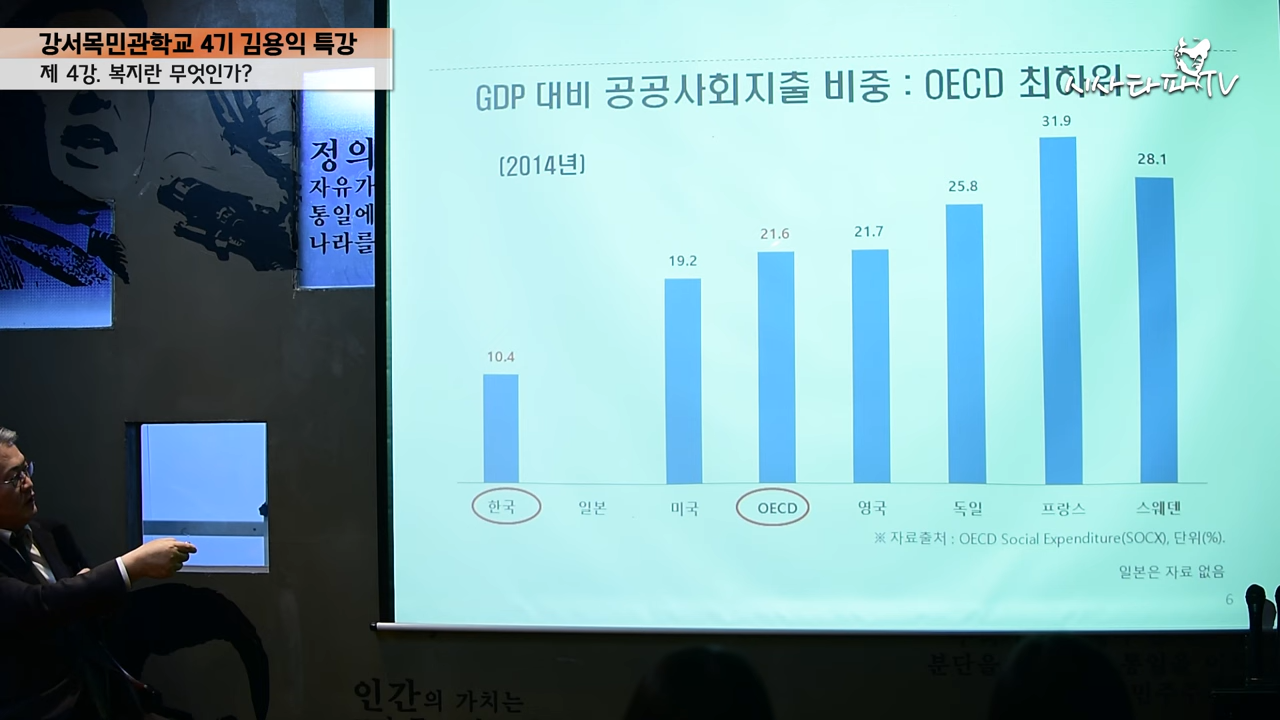 강서목민관학교 4기 김용익 특강
제 4강. 복지란 무엇인가?
시사타파TV
GDP 대비 공공사회지출 비중 : OECD 최하위
(2014년)
정의
자유가
통일에
나라를
10.4
19.2
21.6
21.7
25.8
31.9
28.1
한국 일본 미국 OECD 영국 독일 프랑스 스웨덴
※ 자료출처 : OECD Social Expenditure(SOCX), 단위(%).
일본은 자료 없음
6
인간의 가치는
분단을 통일을